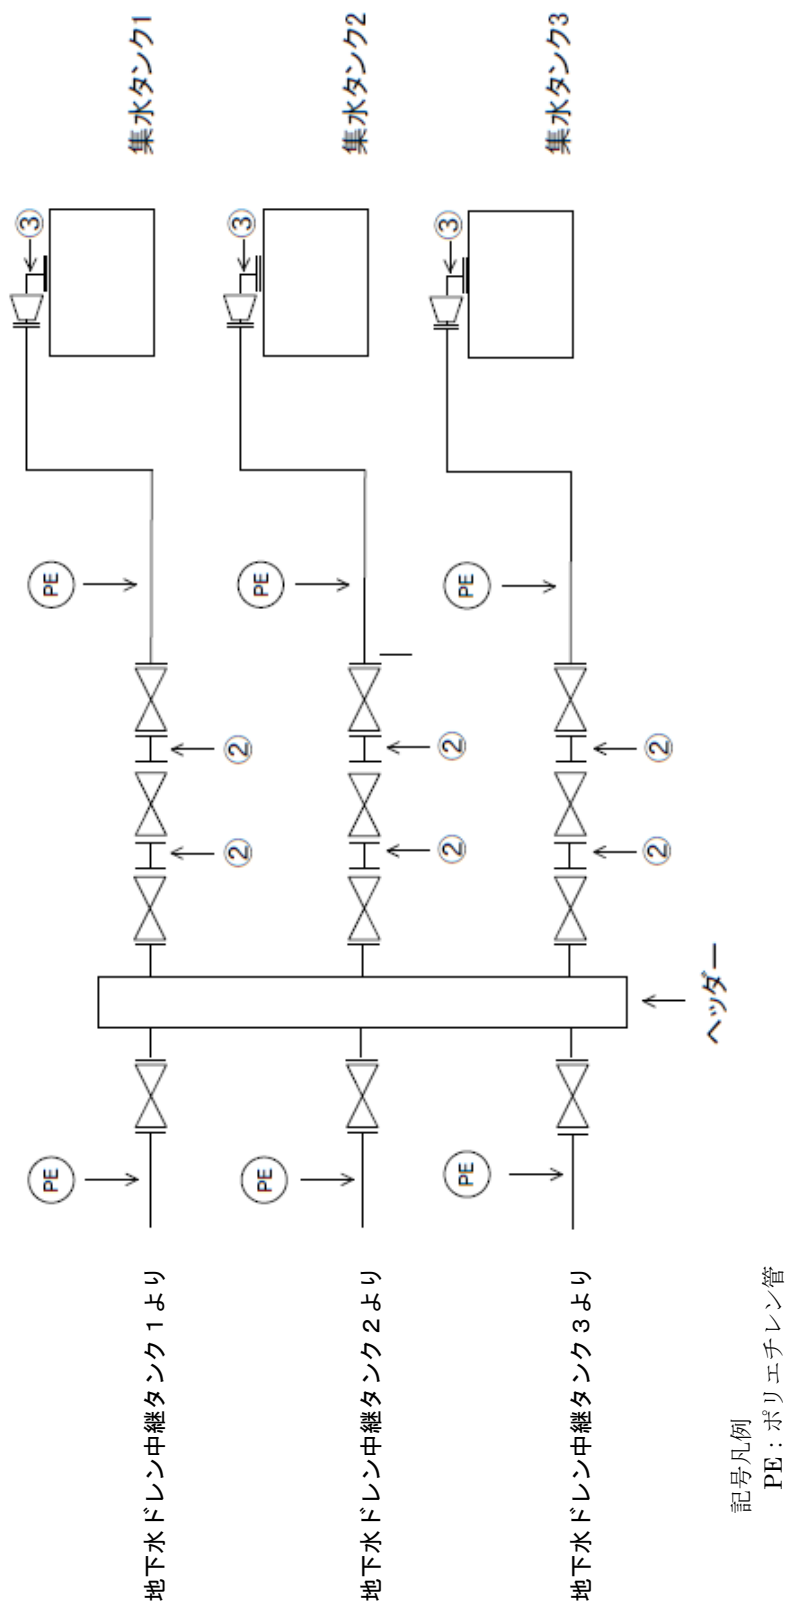 集水タンク1
集水タンク2
集水タンク3
③
③
③
PE
PE
PE
②
②
②
②
②
②
ヘッダー
PE
PE
PE
地下水ドレン中継タンク１より
地下水ドレン中継タンク２より
地下水ドレン中継タンク３より
記号凡例
PE：ポリエチレン管